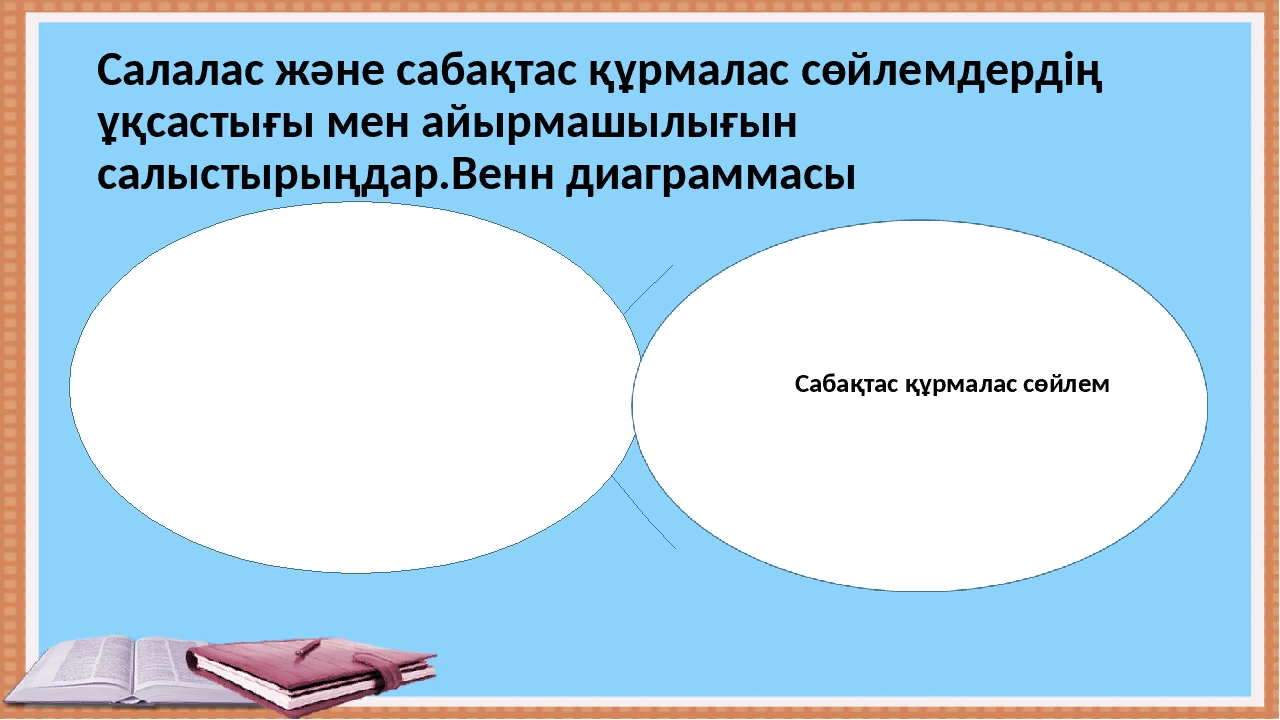 Салалас және сабақтас құрмалас сөйлемдердің
ұқсастығы мен айырмашылығын
салыстырыңдар.Венн диаграммасы
Сабақтас құрмалас сөйлем